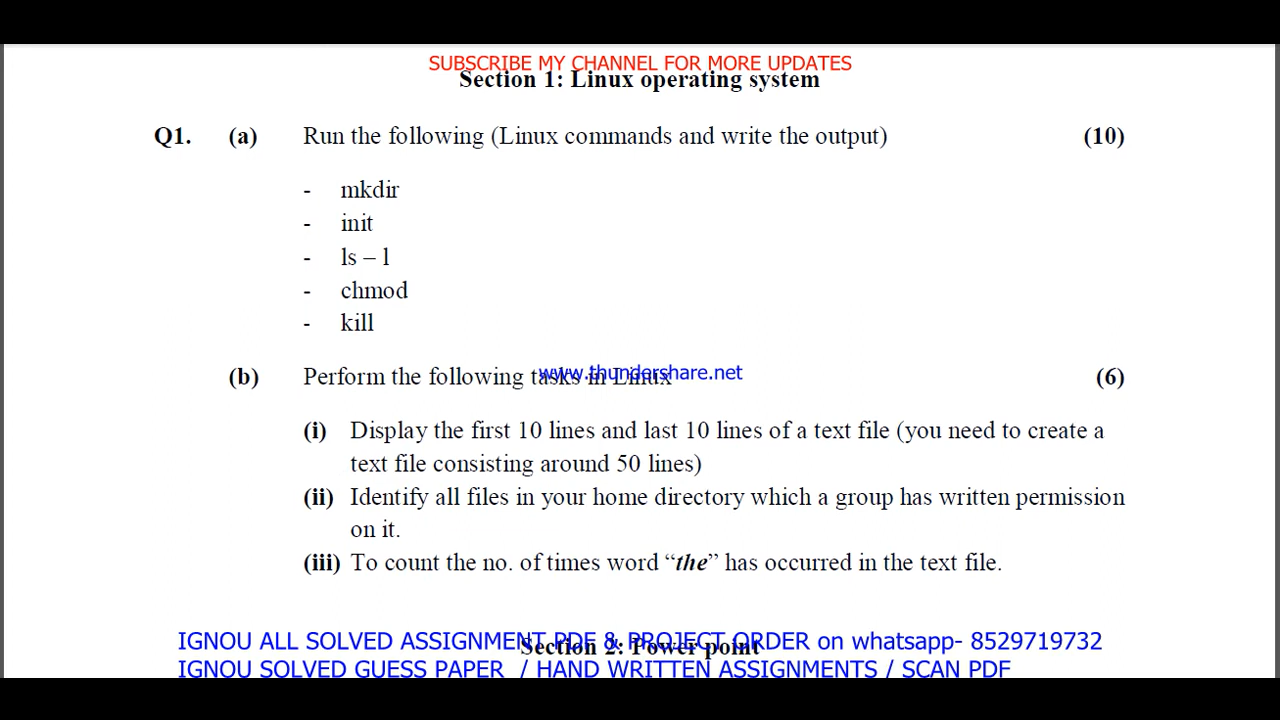 SUBSCRIBE MY CHANNEL FOR MORE UPDATES
Section 1: Linux operating system
Q1. (a) Run the following (Linux commands and write the output) (10)
- mkdir
- init
- ls – l
- chmod
- kill
(b) Perform the following tasks in Linux (6)
www.thundershare.net
(i) Display the first 10 lines and last 10 lines of a text file (you need to create a
text file consisting around 50 lines)
(ii) Identify all files in your home directory which a group has written permission
on it.
(iii) To count the no. of times word “the” has occurred in the text file.
IGNOU ALL SOLVED ASSIGNMENT PDF & PROJECT ORDER on whatsapp- 8529719732
Section 2: Power point
IGNOU SOLVED GUESS PAPER / HAND WRITTEN ASSIGNMENTS / SCAN PDF